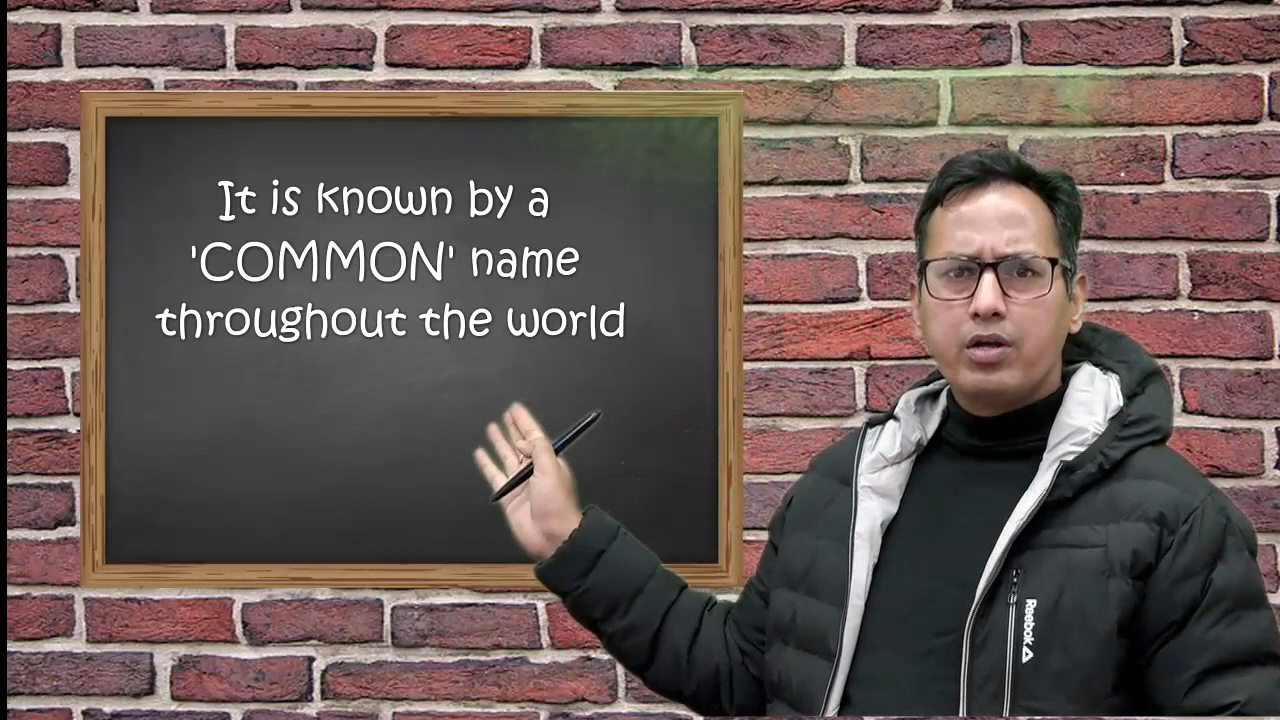 It is known by a
'COMMON' name
throughout the world
Reebok